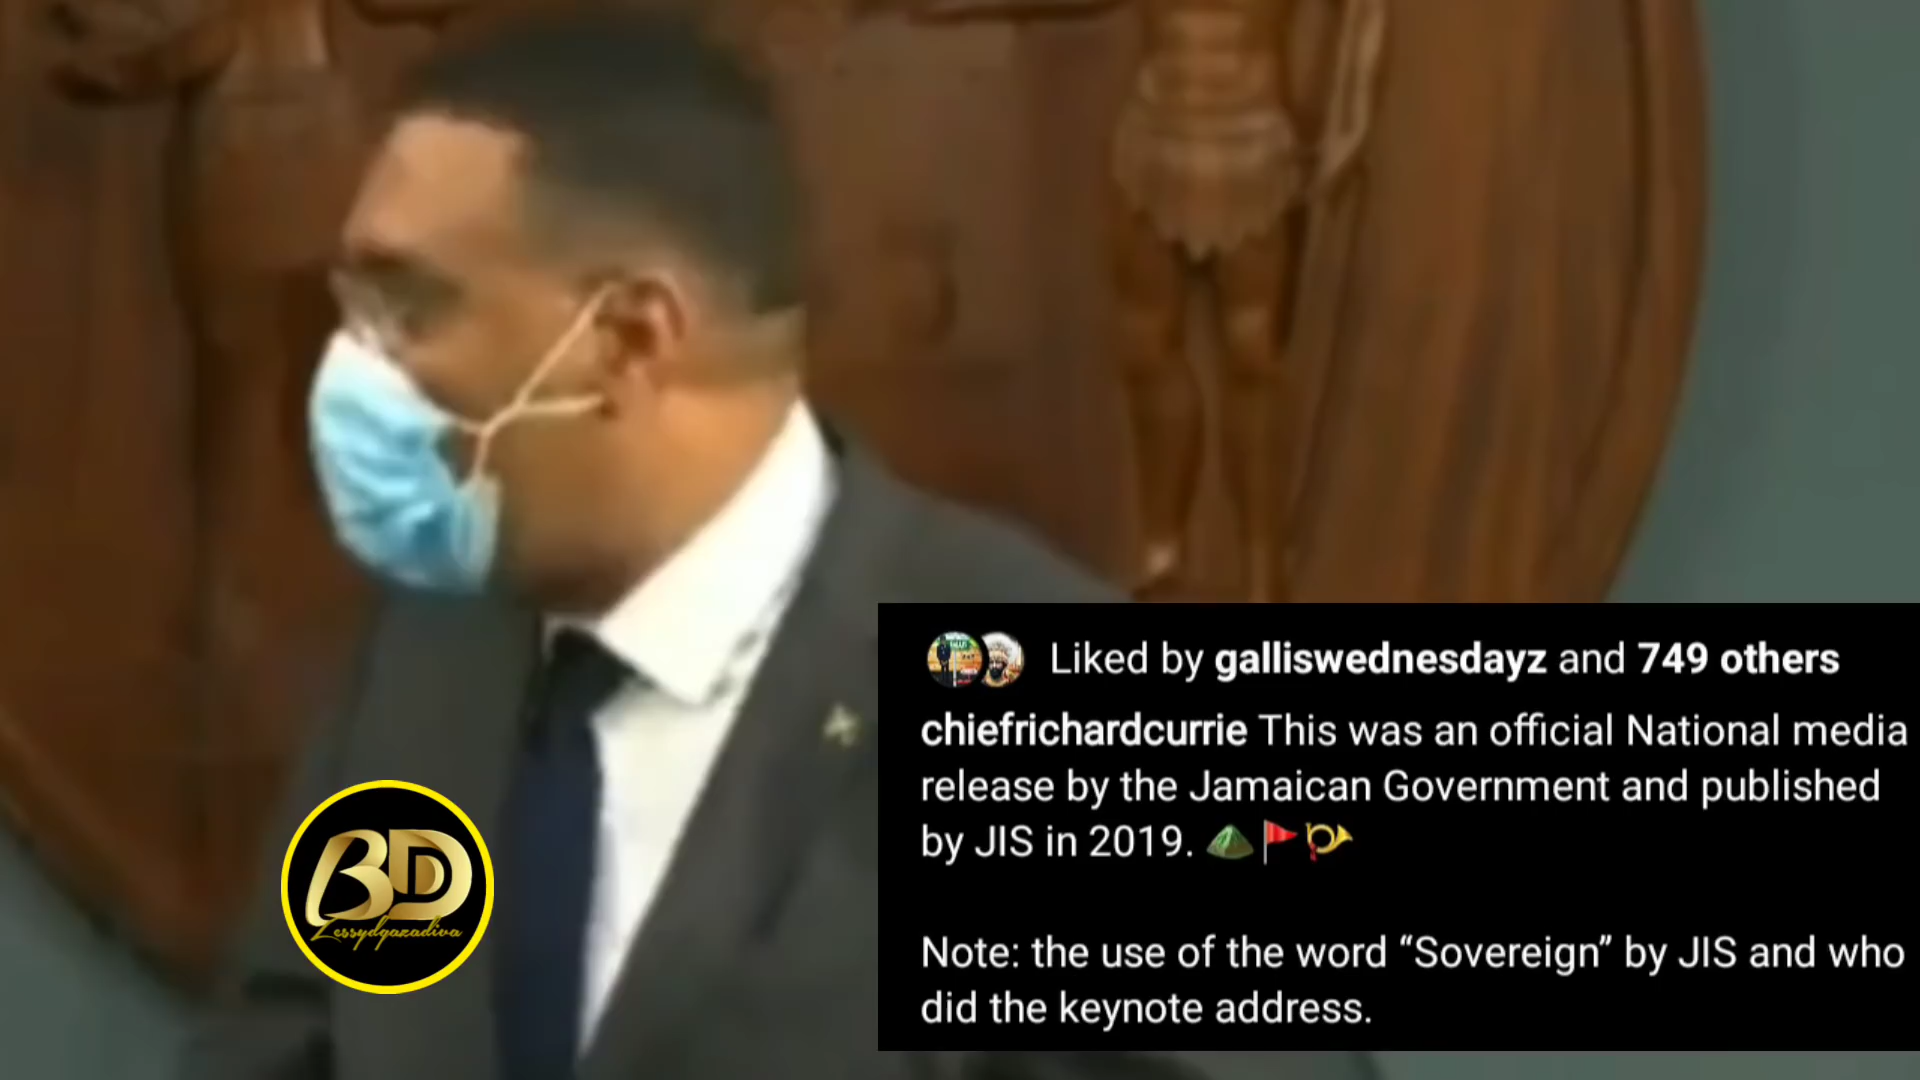 Liked by galliswednesdayz and 749 others
chiefrichardcurrie This was an official National media
release by the Jamaican Government and published
by JIS in 2019. ⛰️🚩📯
Note: the use of the word “Sovereign” by JIS and who
did the keynote address.
BD
Lessydgazadiva